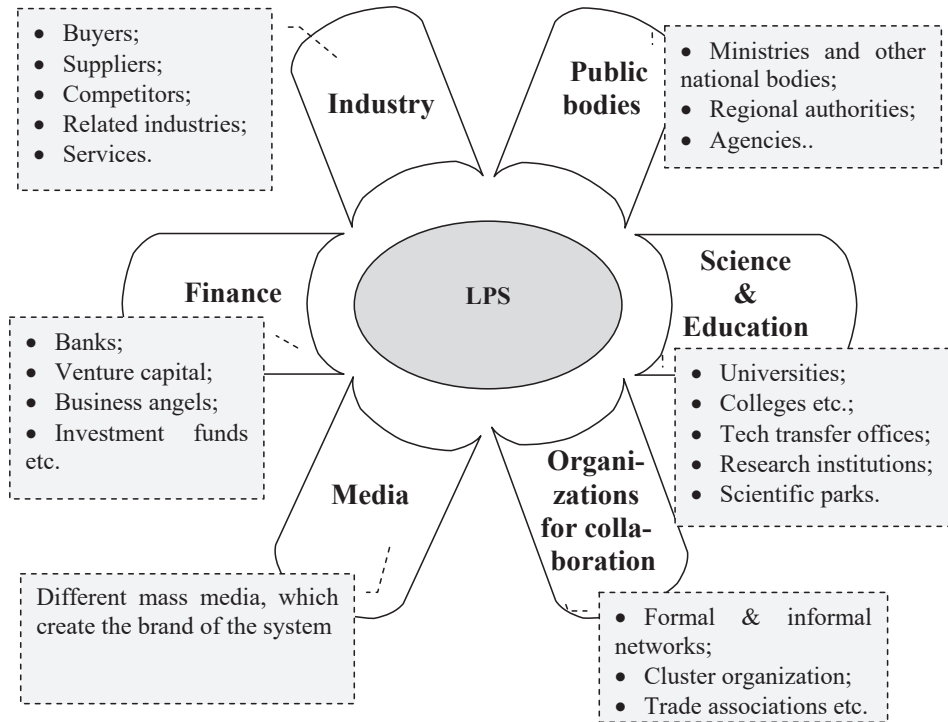 • Buyers;
• Suppliers;
• Competitors;
• Related industries;
• Services.
Industry
Public
bodies
• Ministries and other
national bodies;
• Regional authorities;
• Agencies..
Finance
LPS
Science
&
Education
• Banks;
• Venture capital;
• Business angels;
• Investment funds
etc.
• Universities;
• Colleges etc.;
• Tech transfer offices;
• Research institutions;
• Scientific parks.
Media
Organi-
zations
for colla-
boration
Different mass media, which
create the brand of the system
• Formal & informal
networks;
• Cluster organization;
• Trade associations etc.